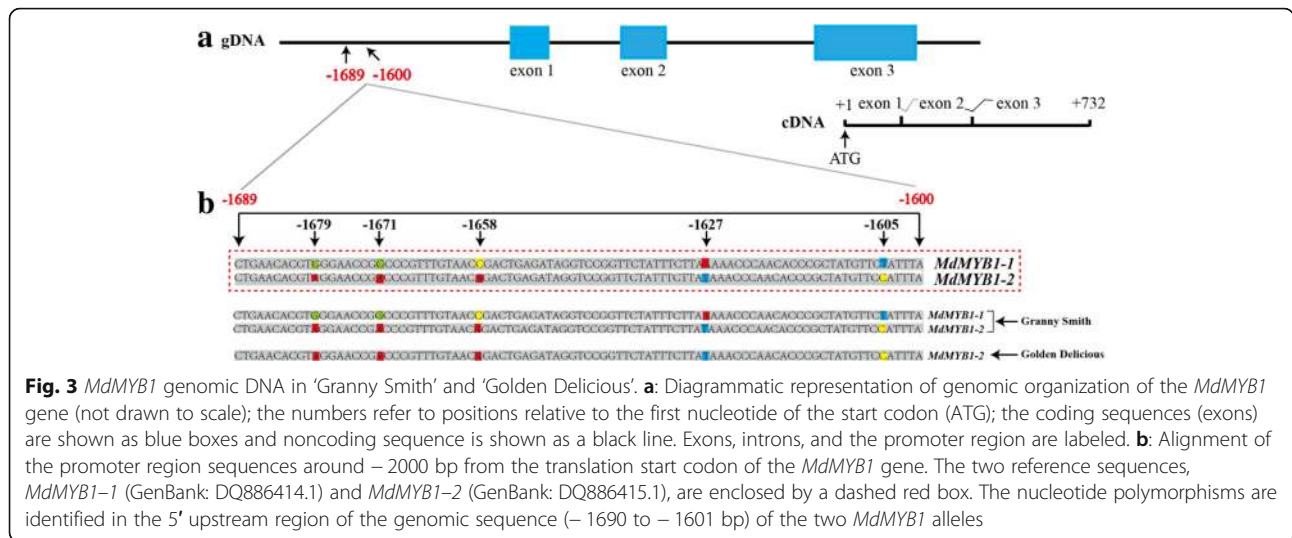 a gDNA
-1689 -1600
exon 1 exon 2 exon 3
+1 exon 1 exon 2 exon 3 +732
cDNA
ATG
-1689 -1600
b -1679 -1671 -1658 -1627 -1605
MdMYB1-1
MdMYB1-2
MdMYB1-1
MdMYB1-2
Granny Smith
MdMYB1-2 Golden Delicious
Fig. 3 MdMYB1 genomic DNA in ‘Granny Smith’ and ‘Golden Delicious’. a: Diagrammatic representation of genomic organization of the MdMYB1
gene (not drawn to scale); the numbers refer to positions relative to the first nucleotide of the start codon (ATG); the coding sequences (exons)
are shown as blue boxes and noncoding sequence is shown as a black line. Exons, introns, and the promoter region are labeled. b: Alignment of
the promoter region sequences around − 2000 bp from the translation start codon of the MdMYB1 gene. The two reference sequences,
MdMYB1–1 (GenBank: DQ886414.1) and MdMYB1–2 (GenBank: DQ886415.1), are enclosed by a dashed red box. The nucleotide polymorphisms are
identified in the 5′ upstream region of the genomic sequence (− 1690 to − 1601 bp) of the two MdMYB1 alleles